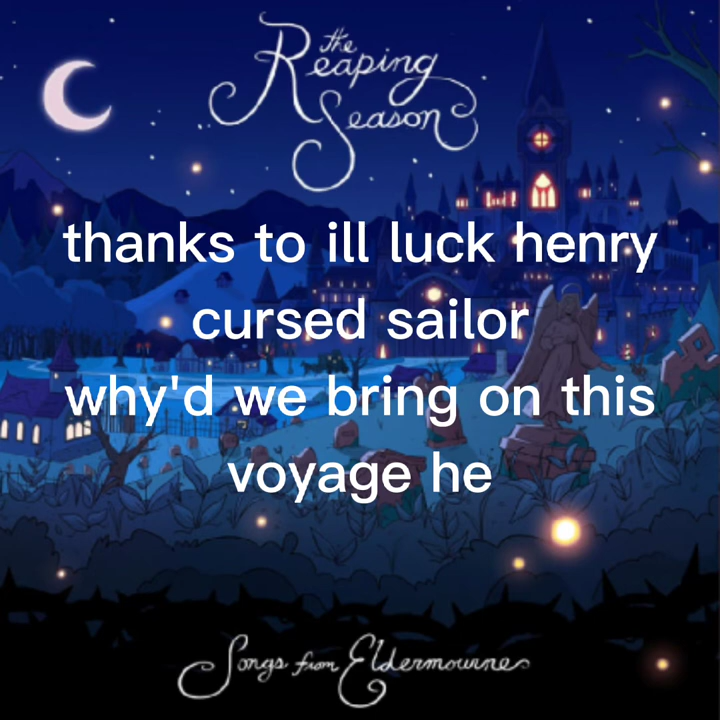 the
Reaping
Season
thanks to ill luck henry
cursed sailor
why'd we bring on this
voyage he
Songs from Eldermourne